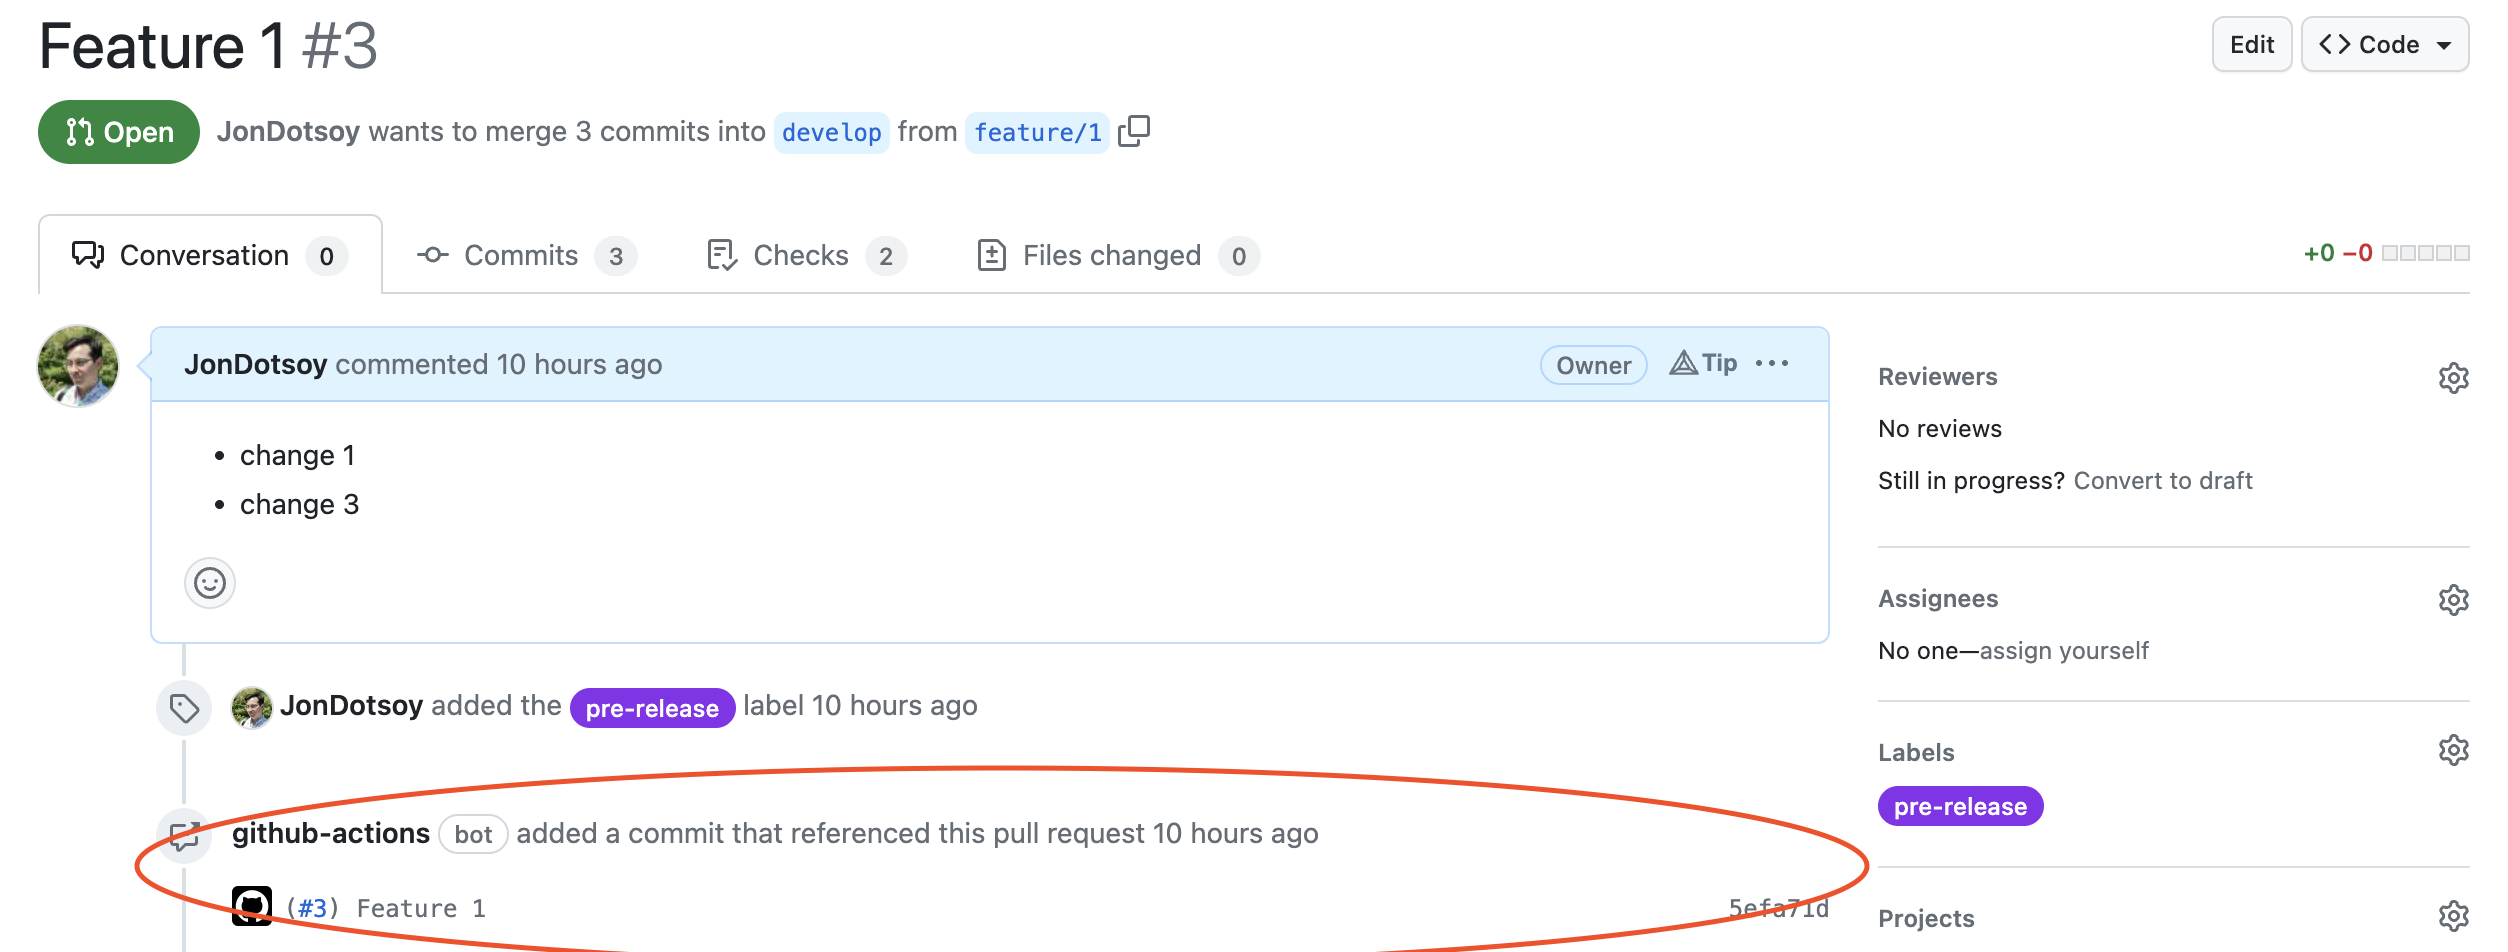 Feature 1 #3
Edit
Code
Open
JonDotsoy wants to merge 3 commits into develop from feature/1
Conversation 0
Commits 3
Checks 2
Files changed 0
+0 −0
JonDotsoy commented 10 hours ago
Owner
Tip
• change 1
• change 3
Reviewers
No reviews
Still in progress? Convert to draft
Assignees
No one—assign yourself
JonDotsoy added the pre-release label 10 hours ago
Labels
pre-release
github-actions bot added a commit that referenced this pull request 10 hours ago
(#3) Feature 1
5efa71d
Projects